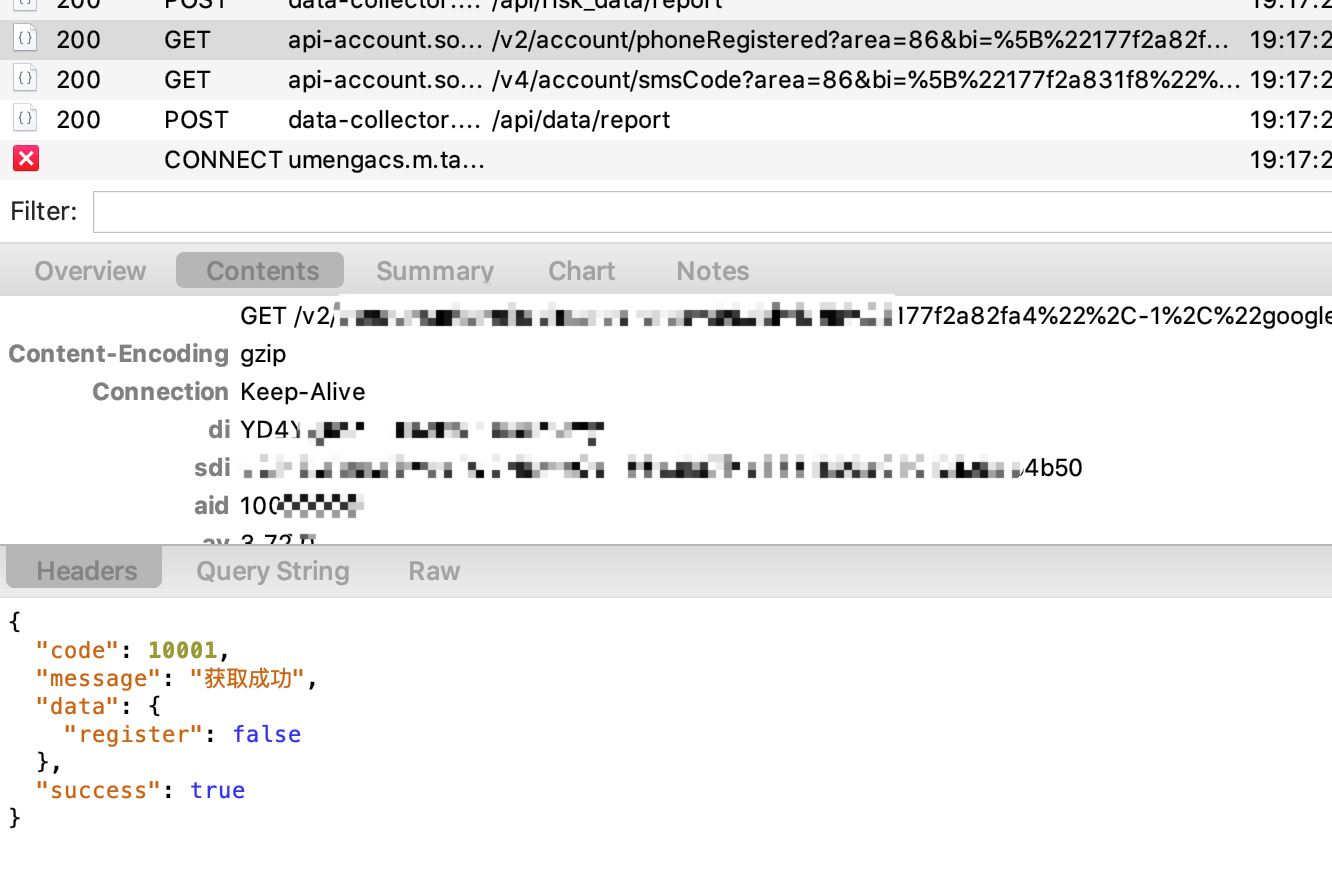 200 POST data-collector.... /api/risk_data/report 19:17:2
200 GET api-account.so... /v2/account/phoneRegistered?area=86&bi=%5B%22177f2a82f... 19:17:2
200 GET api-account.so... /v4/account/smsCode?area=86&bi=%5B%22177f2a831f8%22%... 19:17:2
200 POST data-collector.... /api/data/report 19:17:2
CONNECT umengacs.m.ta... 19:17:2
Filter:
Overview Contents Summary Chart Notes
GET /v2/ 177f2a82fa4%22%2C-1%2C%22google
Content-Encoding gzip
Connection Keep-Alive
di YD4Y
sdi 4b50
aid 100
av 3.72.0
Headers Query String Raw
{
"code": 10001,
"message": "获取成功",
"data": {
"register": false
},
"success": true
}